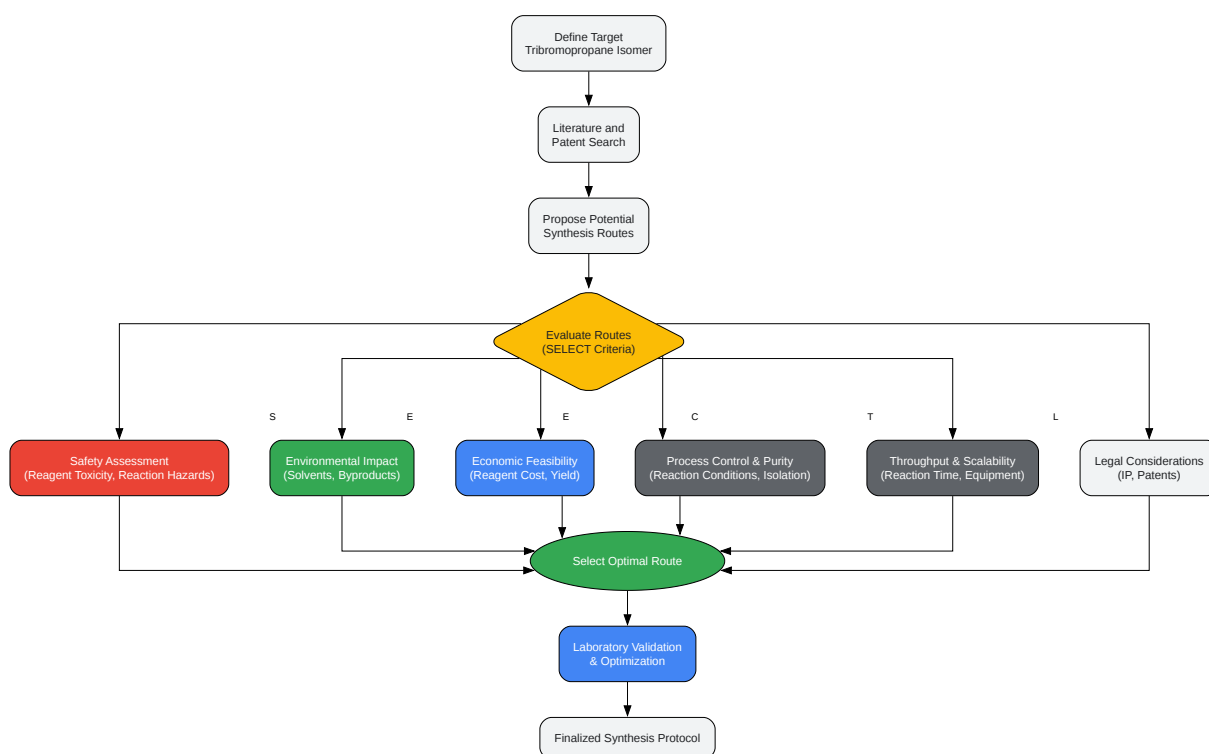 Define Target
Tribromopropane Isomer
Literature and
Patent Search
Propose Potential
Synthesis Routes
Evaluate Routes
(SELECT Criteria)
S
E
E
C
T
L
Safety Assessment
(Reagent Toxicity, Reaction Hazards)
Environmental Impact
(Solvents, Byproducts)
Economic Feasibility
(Reagent Cost, Yield)
Process Control & Purity
(Reaction Conditions, Isolation)
Throughput & Scalability
(Reaction Time, Equipment)
Legal Considerations
(IP, Patents)
Select Optimal Route
Laboratory Validation
& Optimization
Finalized Synthesis Protocol